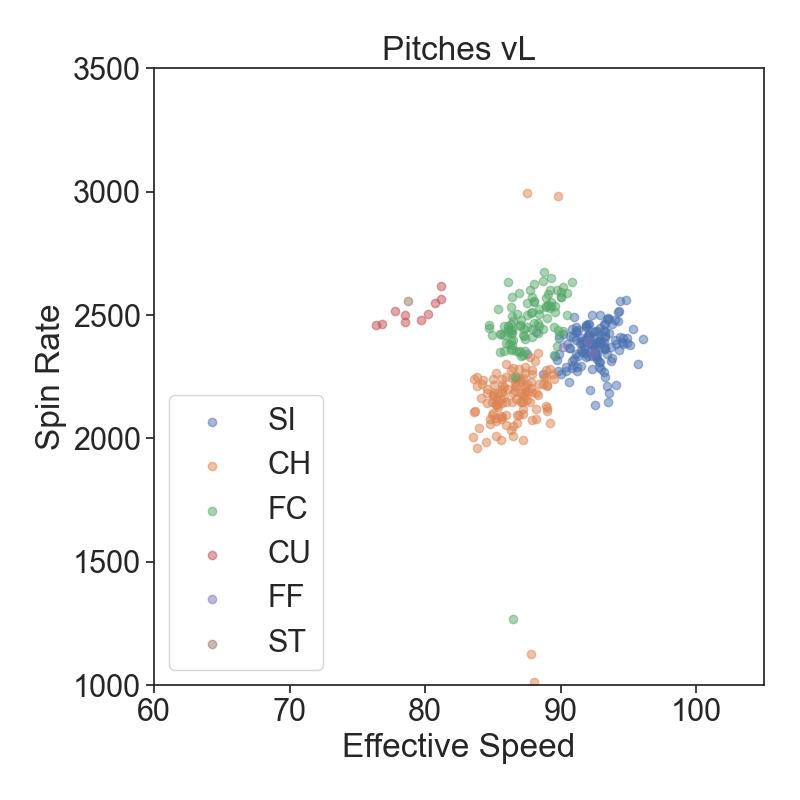 Pitches vL
3500
3000
2500
2000
1500
1000
Spin Rate
SI
CH
FC
CU
FF
ST
60 70 80 90 100
Effective Speed